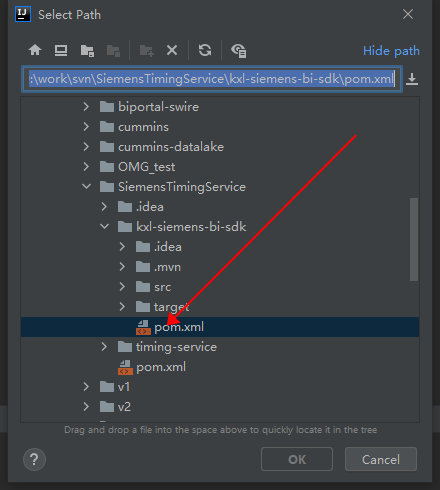 IJ
Select Path
Hide path
:\work\svn\SiemensTimingService\kxl-siemens-bi-sdk\pom.xml
biportal-swire
cummins
cummins-datalake
OMG_test
SiemensTimingService
.idea
kxl-siemens-bi-sdk
.idea
.mvn
src
target
pom.xml
timing-service
pom.xml
v1
v2
Drag and drop a file into the space above to quickly locate it in the tree
?
OK
Cancel